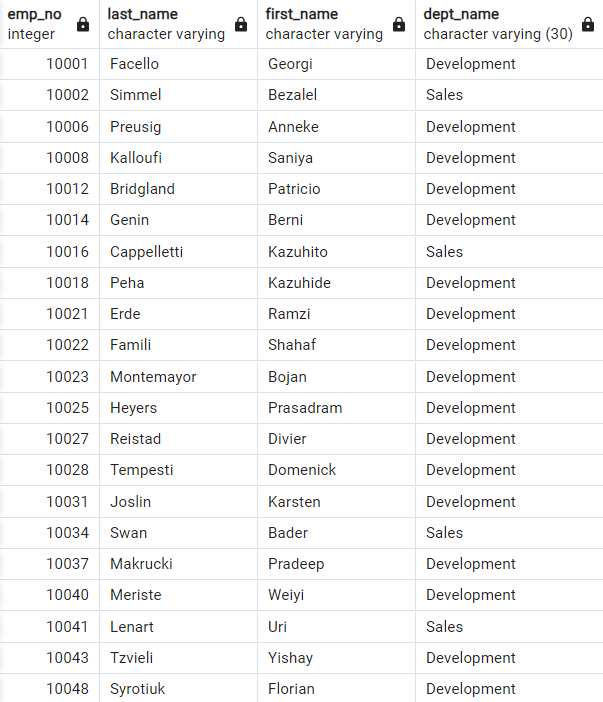 emp_no last_name first_name dept_name
integer character varying character varying character varying (30)
10001 Facello Georgi Development
10002 Simmel Bezalel Sales
10006 Preusig Anneke Development
10008 Kalloufi Saniya Development
10012 Bridgland Patricio Development
10014 Genin Berni Development
10016 Cappelletti Kazuhito Sales
10018 Peha Kazuhide Development
10021 Erde Ramzi Development
10022 Famili Shahaf Development
10023 Montemayor Bojan Development
10025 Heyers Prasadram Development
10027 Reistad Divier Development
10028 Tempesti Domenick Development
10031 Joslin Karsten Development
10034 Swan Bader Sales
10037 Makrucki Pradeep Development
10040 Meriste Weiyi Development
10041 Lenart Uri Sales
10043 Tzvieli Yishay Development
10048 Syrotiuk Florian Development